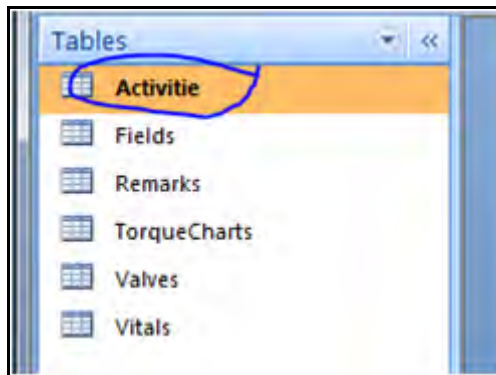 Tables
Activitie
Fields
Remarks
TorqueCharts
Valves
Vitals